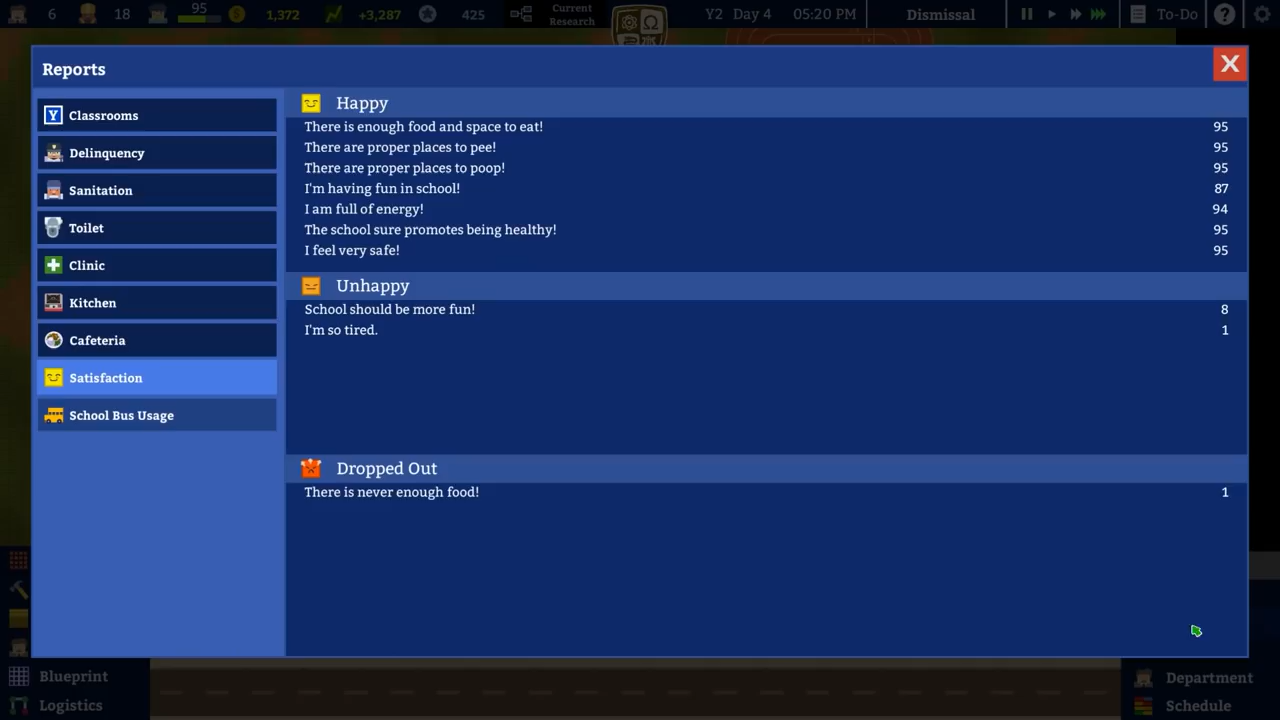 6 18 95 1,372 +3,287 425 Current Research Y2 Day 4 05:20 PM Dismissal To-Do ?
Reports X
Classrooms
Delinquency
Sanitation
Toilet
Clinic
Kitchen
Cafeteria
Satisfaction
School Bus Usage
Happy
There is enough food and space to eat! 95
There are proper places to pee! 95
There are proper places to poop! 95
I'm having fun in school! 87
I am full of energy! 94
The school sure promotes being healthy! 95
I feel very safe! 95
Unhappy
School should be more fun! 8
I'm so tired. 1
Dropped Out
There is never enough food! 1
Blueprint
Logistics
Department
Schedule